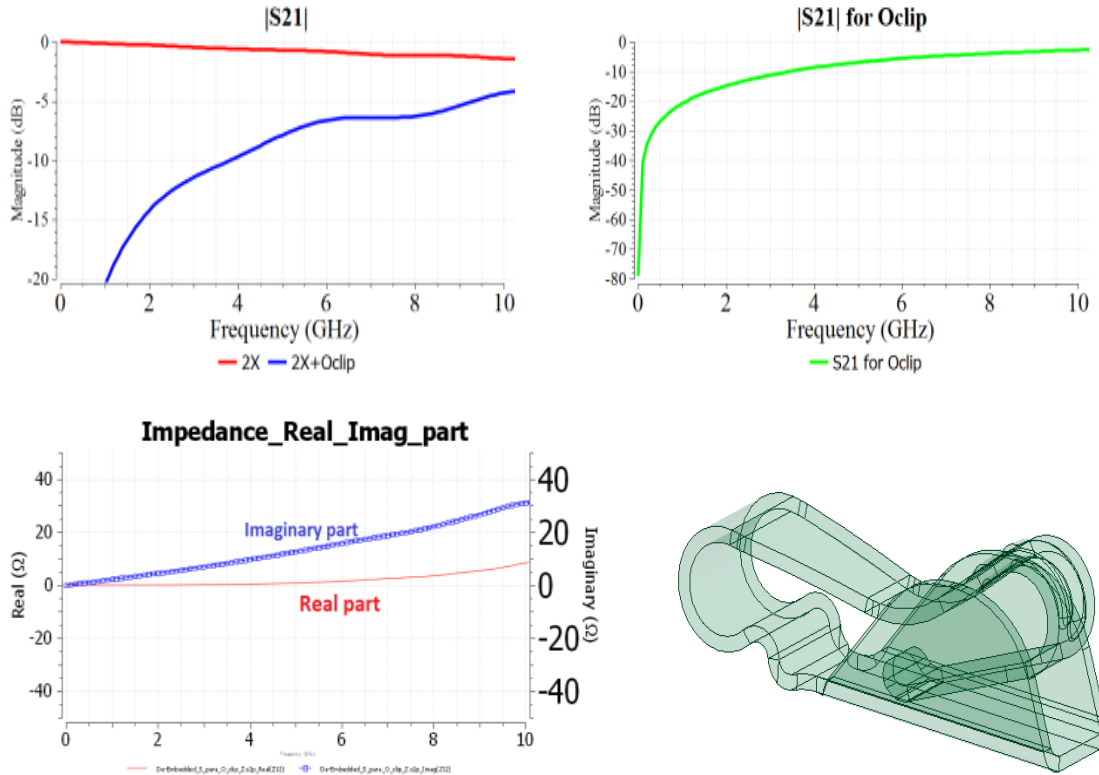 |S21|
0
-5
-10
-15
-20
Magnitude (dB)
0 2 4 6 8 10
Frequency (GHz)
2X 2X+Oclip
|S21| for Oclip
0
-10
-20
-30
-40
-50
-60
-70
-80
Magnitude (dB)
0 2 4 6 8 10
Frequency (GHz)
S21 for Oclip
Impedance_Real_Imag_part
40 40
20 20
0 0
-20 -20
-40 -40
Real (Ω)
Imaginary (Ω)
Imaginary part
Real part
0 2 4 6 8 10
Frequency (GHz)